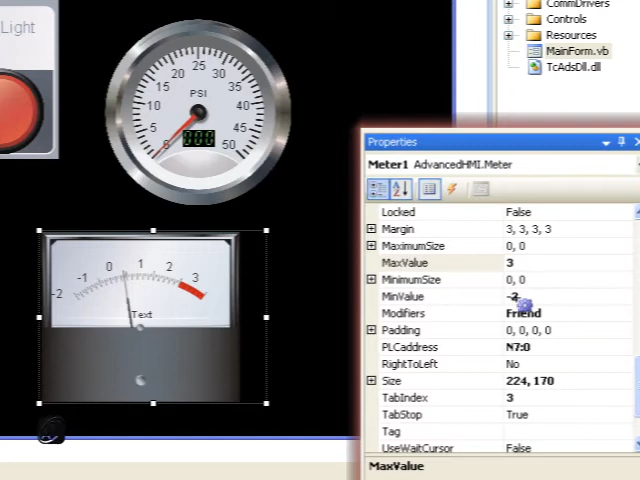 Light
CommDrivers
Controls
Resources
MainForm.vb
TcAdsDll.dll
20 25 30
15 35
10 40
5 45
0 50
PSI
000
-2 -1 0 1 2 3
Text
Properties
Meter1 AdvancedHMI.Meter
Locked False
Margin 3, 3, 3, 3
MaximumSize 0, 0
MaxValue 3
MinimumSize 0, 0
MinValue -2
Modifiers Friend
Padding 0, 0, 0, 0
PLCaddress N7:0
RightToLeft No
Size 224, 170
TabIndex 3
TabStop True
Tag
UseWaitCursor False
MaxValue